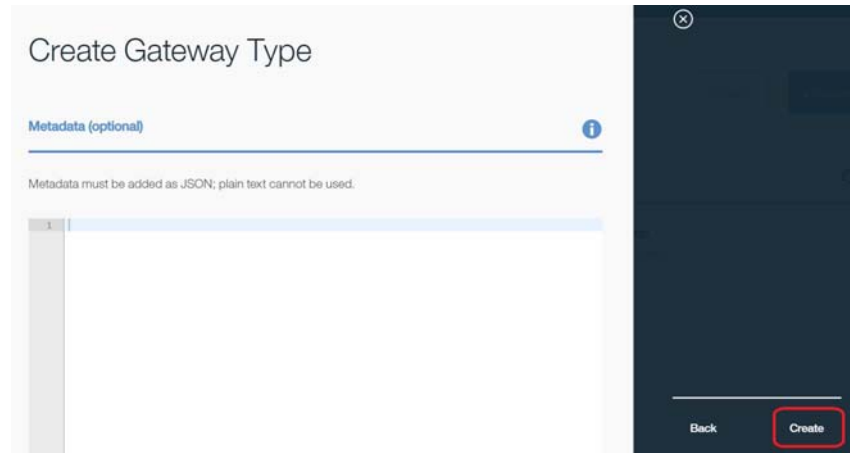 Create Gateway Type
Metadata (optional)
Metadata must be added as JSON; plain text cannot be used.
1
Back
Create